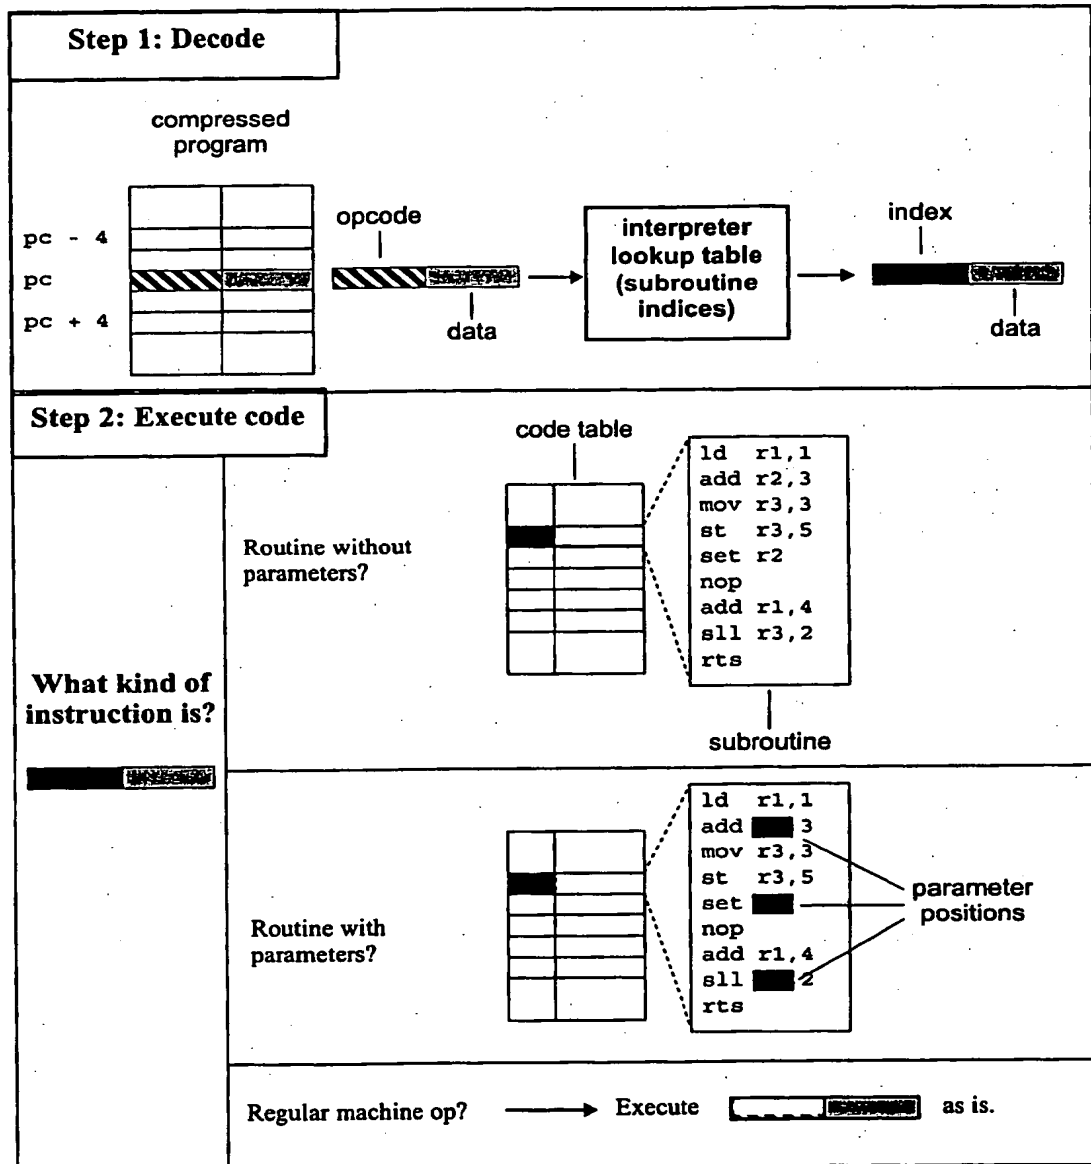 Step 1: Decode
compressed
program
pc - 4
pc
pc + 4
opcode
data
interpreter
lookup table
(subroutine
indices)
index
data
Step 2: Execute code
What kind of
instruction is?
Routine without
parameters?
code table
ld r1,1
add r2,3
mov r3,3
st r3,5
set r2
nop
add r1,4
sll r3,2
rts
subroutine
Routine with
parameters?
ld r1,1
add 3
mov r3,3
st r3,5
set
nop
add r1,4
sll 2
rts
parameter
positions
Regular machine op? Execute as is.